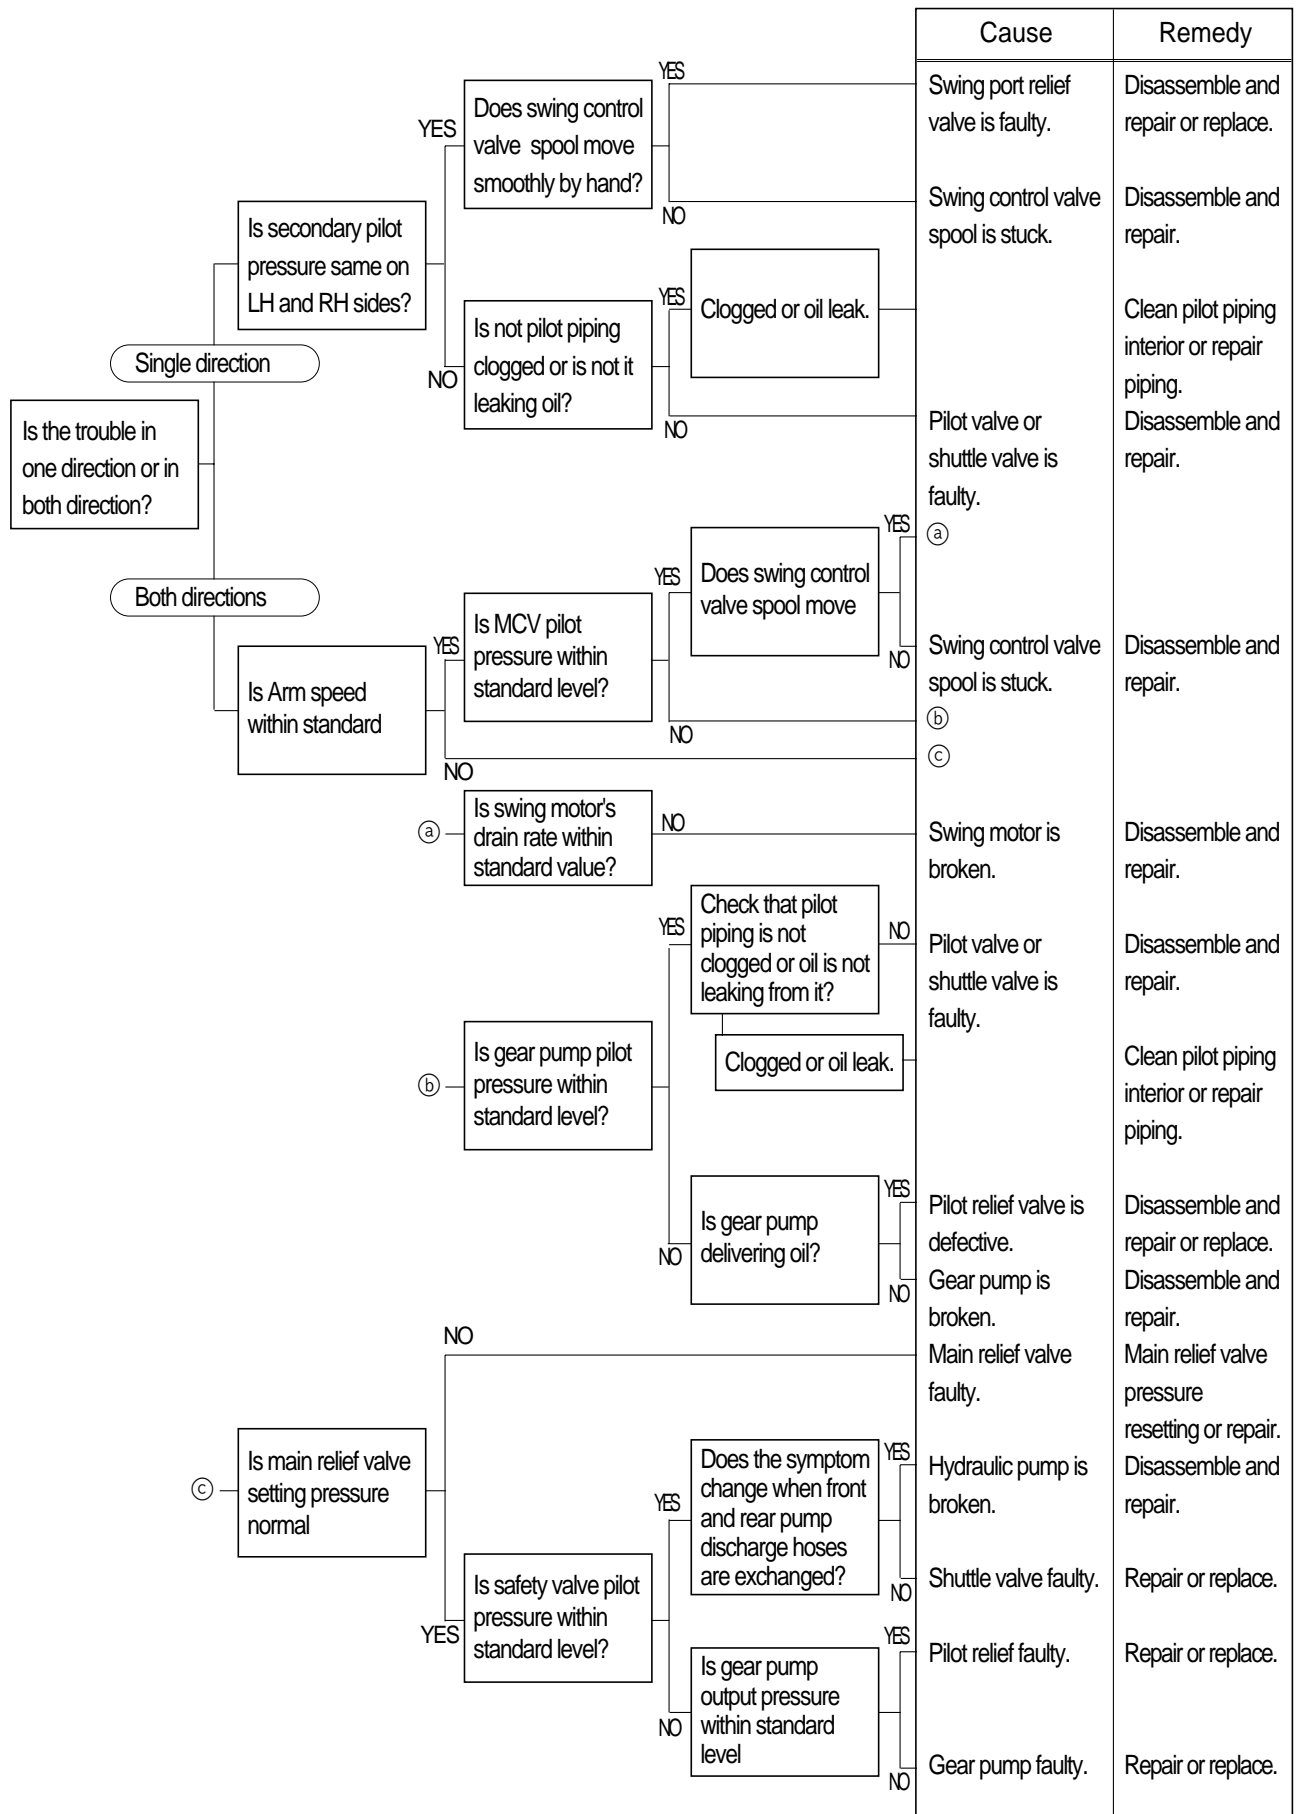 Cause Remedy
YES
Does swing control
valve spool move
smoothly by hand?
YES
NO
Swing port relief
valve is faulty.
Disassemble and
repair or replace.
Is secondary pilot
pressure same on
LH and RH sides?
Swing control valve
spool is stuck.
Disassemble and
repair.
NO
Is not pilot piping
clogged or is not it
leaking oil?
YES
Clogged or oil leak.
Clean pilot piping
interior or repair
piping.
NO
Pilot valve or
shuttle valve is
faulty.
Disassemble and
repair.
Single direction
Is the trouble in
one direction or in
both direction?
Both directions
Is Arm speed
within standard
YES
Is MCV pilot
pressure within
standard level?
YES
Does swing control
valve spool move
YES
ⓐ
NO
Swing control valve
spool is stuck.
Disassemble and
repair.
NO
ⓑ
NO
ⓒ
ⓐ
Is swing motor's
drain rate within
standard value?
NO
Swing motor is
broken.
Disassemble and
repair.
ⓑ
Is gear pump pilot
pressure within
standard level?
YES
Check that pilot
piping is not
clogged or oil is not
leaking from it?
NO
Pilot valve or
shuttle valve is
faulty.
Disassemble and
repair.
Clogged or oil leak.
Clean pilot piping
interior or repair
piping.
NO
Is gear pump
delivering oil?
YES
Pilot relief valve is
defective.
Disassemble and
repair or replace.
NO
Gear pump is
broken.
Disassemble and
repair.
ⓒ
Is main relief valve
setting pressure
normal
NO
Main relief valve
faulty.
Main relief valve
pressure
resetting or repair.
YES
Is safety valve pilot
pressure within
standard level?
YES
Does the symptom
change when front
and rear pump
discharge hoses
are exchanged?
YES
Hydraulic pump is
broken.
Disassemble and
repair.
NO
Shuttle valve faulty.
Repair or replace.
NO
Is gear pump
output pressure
within standard
level
YES
Pilot relief faulty.
Repair or replace.
NO
Gear pump faulty.
Repair or replace.